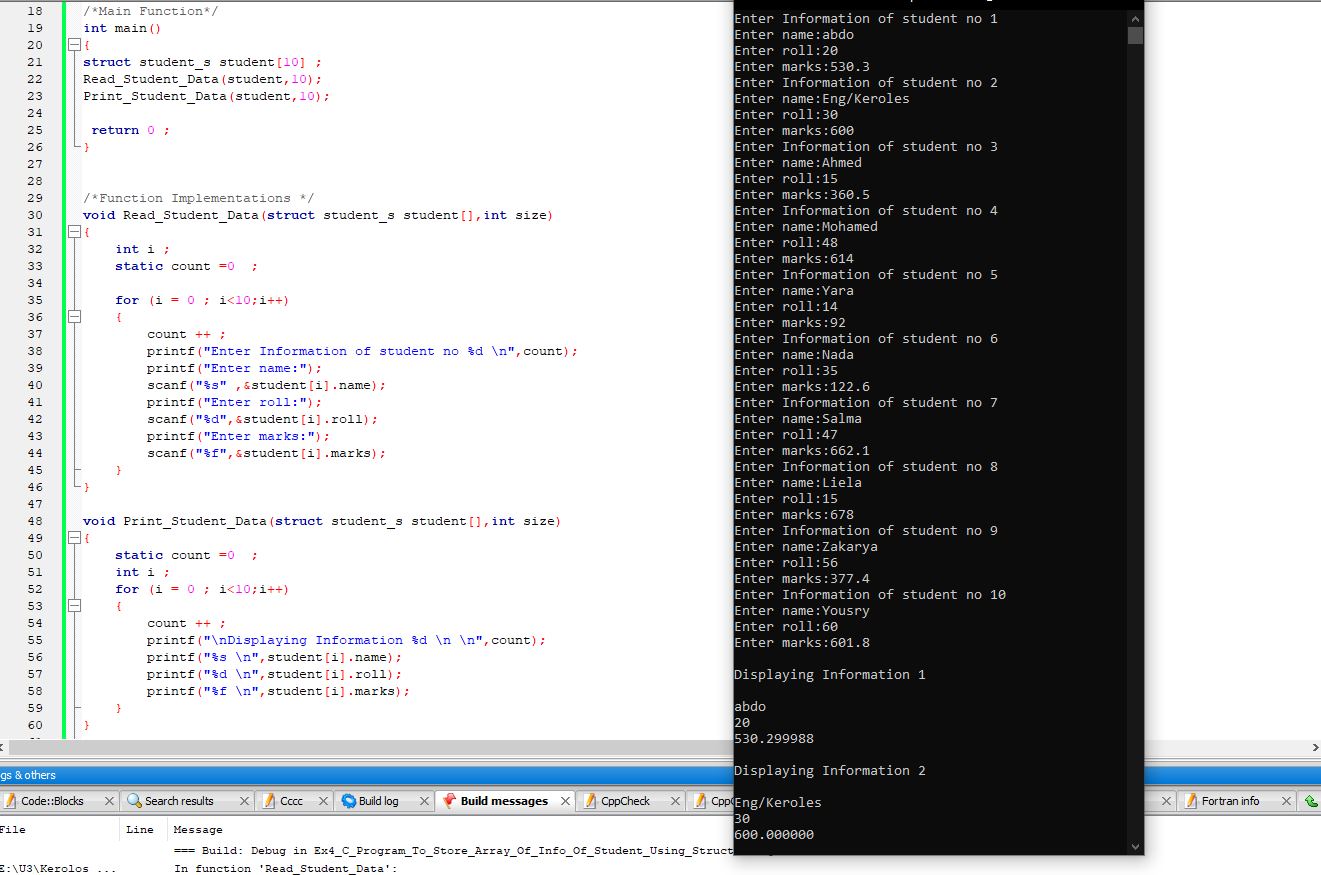 18 /*Main Function*/
19 int main()
20 {
21 struct student_s student[10] ;
22 Read_Student_Data(student,10);
23 Print_Student_Data(student,10);
24
25 return 0 ;
26 }
27
28
29 /*Function Implementations */
30 void Read_Student_Data(struct student_s student[],int size)
31 {
32 int i ;
33 static count =0 ;
34
35 for (i = 0 ; i<10;i++)
36 {
37 count ++ ;
38 printf("Enter Information of student no %d \n",count);
39 printf("Enter name:");
40 scanf("%s" ,&student[i].name);
41 printf("Enter roll:");
42 scanf("%d",&student[i].roll);
43 printf("Enter marks:");
44 scanf("%f",&student[i].marks);
45 }
46 }
47
48 void Print_Student_Data(struct student_s student[],int size)
49 {
50 static count =0 ;
51 int i ;
52 for (i = 0 ; i<10;i++)
53 {
54 count ++ ;
55 printf("\nDisplaying Information %d \n \n",count);
56 printf("%s \n",student[i].name);
57 printf("%d \n",student[i].roll);
58 printf("%f \n",student[i].marks);
59 }
60 }
Enter Information of student no 1
Enter name:abdo
Enter roll:20
Enter marks:530.3
Enter Information of student no 2
Enter name:Eng/Keroles
Enter roll:30
Enter marks:600
Enter Information of student no 3
Enter name:Ahmed
Enter roll:15
Enter marks:360.5
Enter Information of student no 4
Enter name:Mohamed
Enter roll:48
Enter marks:614
Enter Information of student no 5
Enter name:Yara
Enter roll:14
Enter marks:92
Enter Information of student no 6
Enter name:Nada
Enter roll:35
Enter marks:122.6
Enter Information of student no 7
Enter name:Salma
Enter roll:47
Enter marks:662.1
Enter Information of student no 8
Enter name:Liela
Enter roll:15
Enter marks:678
Enter Information of student no 9
Enter name:Zakarya
Enter roll:56
Enter marks:377.4
Enter Information of student no 10
Enter name:Yousry
Enter roll:60
Enter marks:601.8
Displaying Information 1
abdo
20
530.299988
Displaying Information 2
Eng/Keroles
30
600.000000
gs & others
Code::Blocks Search results Cccc Build log Build messages CppCheck Cpp Fortran info
File Line Message
=== Build: Debug in Ex4_C_Program_To_Store_Array_Of_Info_Of_Student_Using_Struct
E:\U3\Kerolos ... In function 'Read_Student_Data':